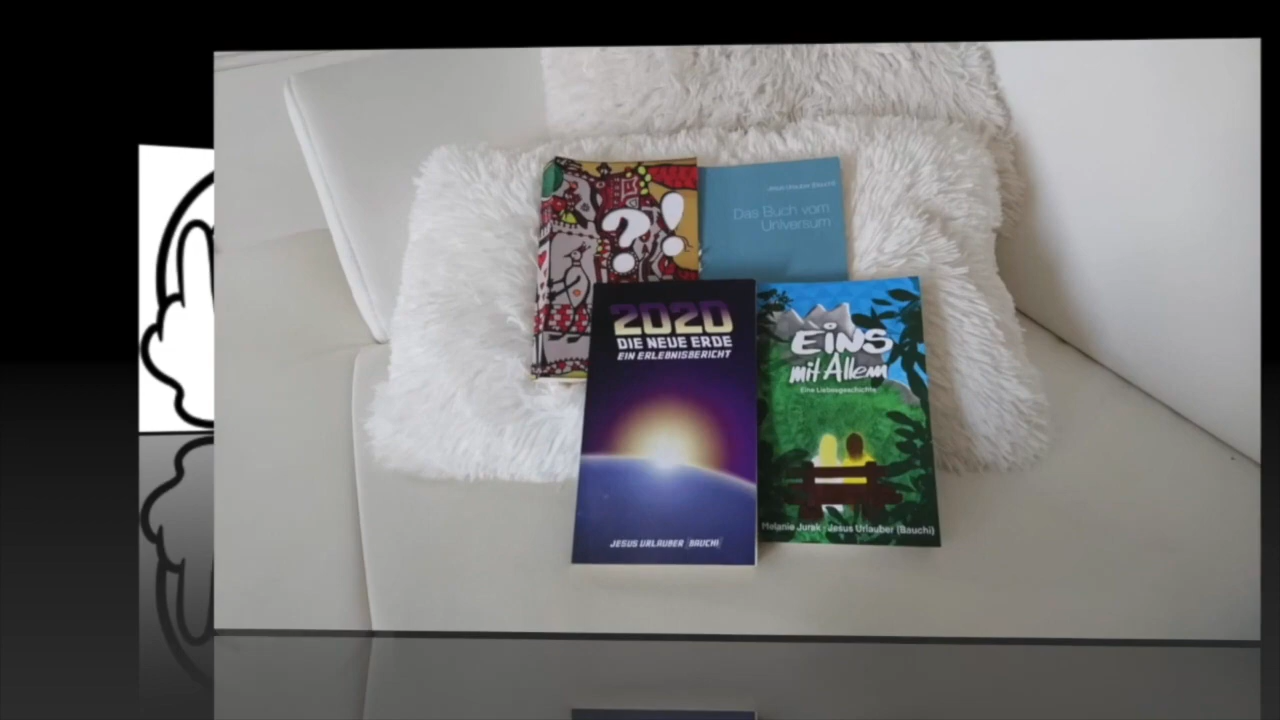 ?!
Jesus Urlauber (Bauchi)
Das Buch vom
Universum
2020
DIE NEUE ERDE
EIN ERLEBNISBERICHT
JESUS URLAUBER (BAUCHI)
EINS
mit Allem
Eine Liebesgeschichte
Melanie Jurak · Jesus Urlauber (Bauchi)